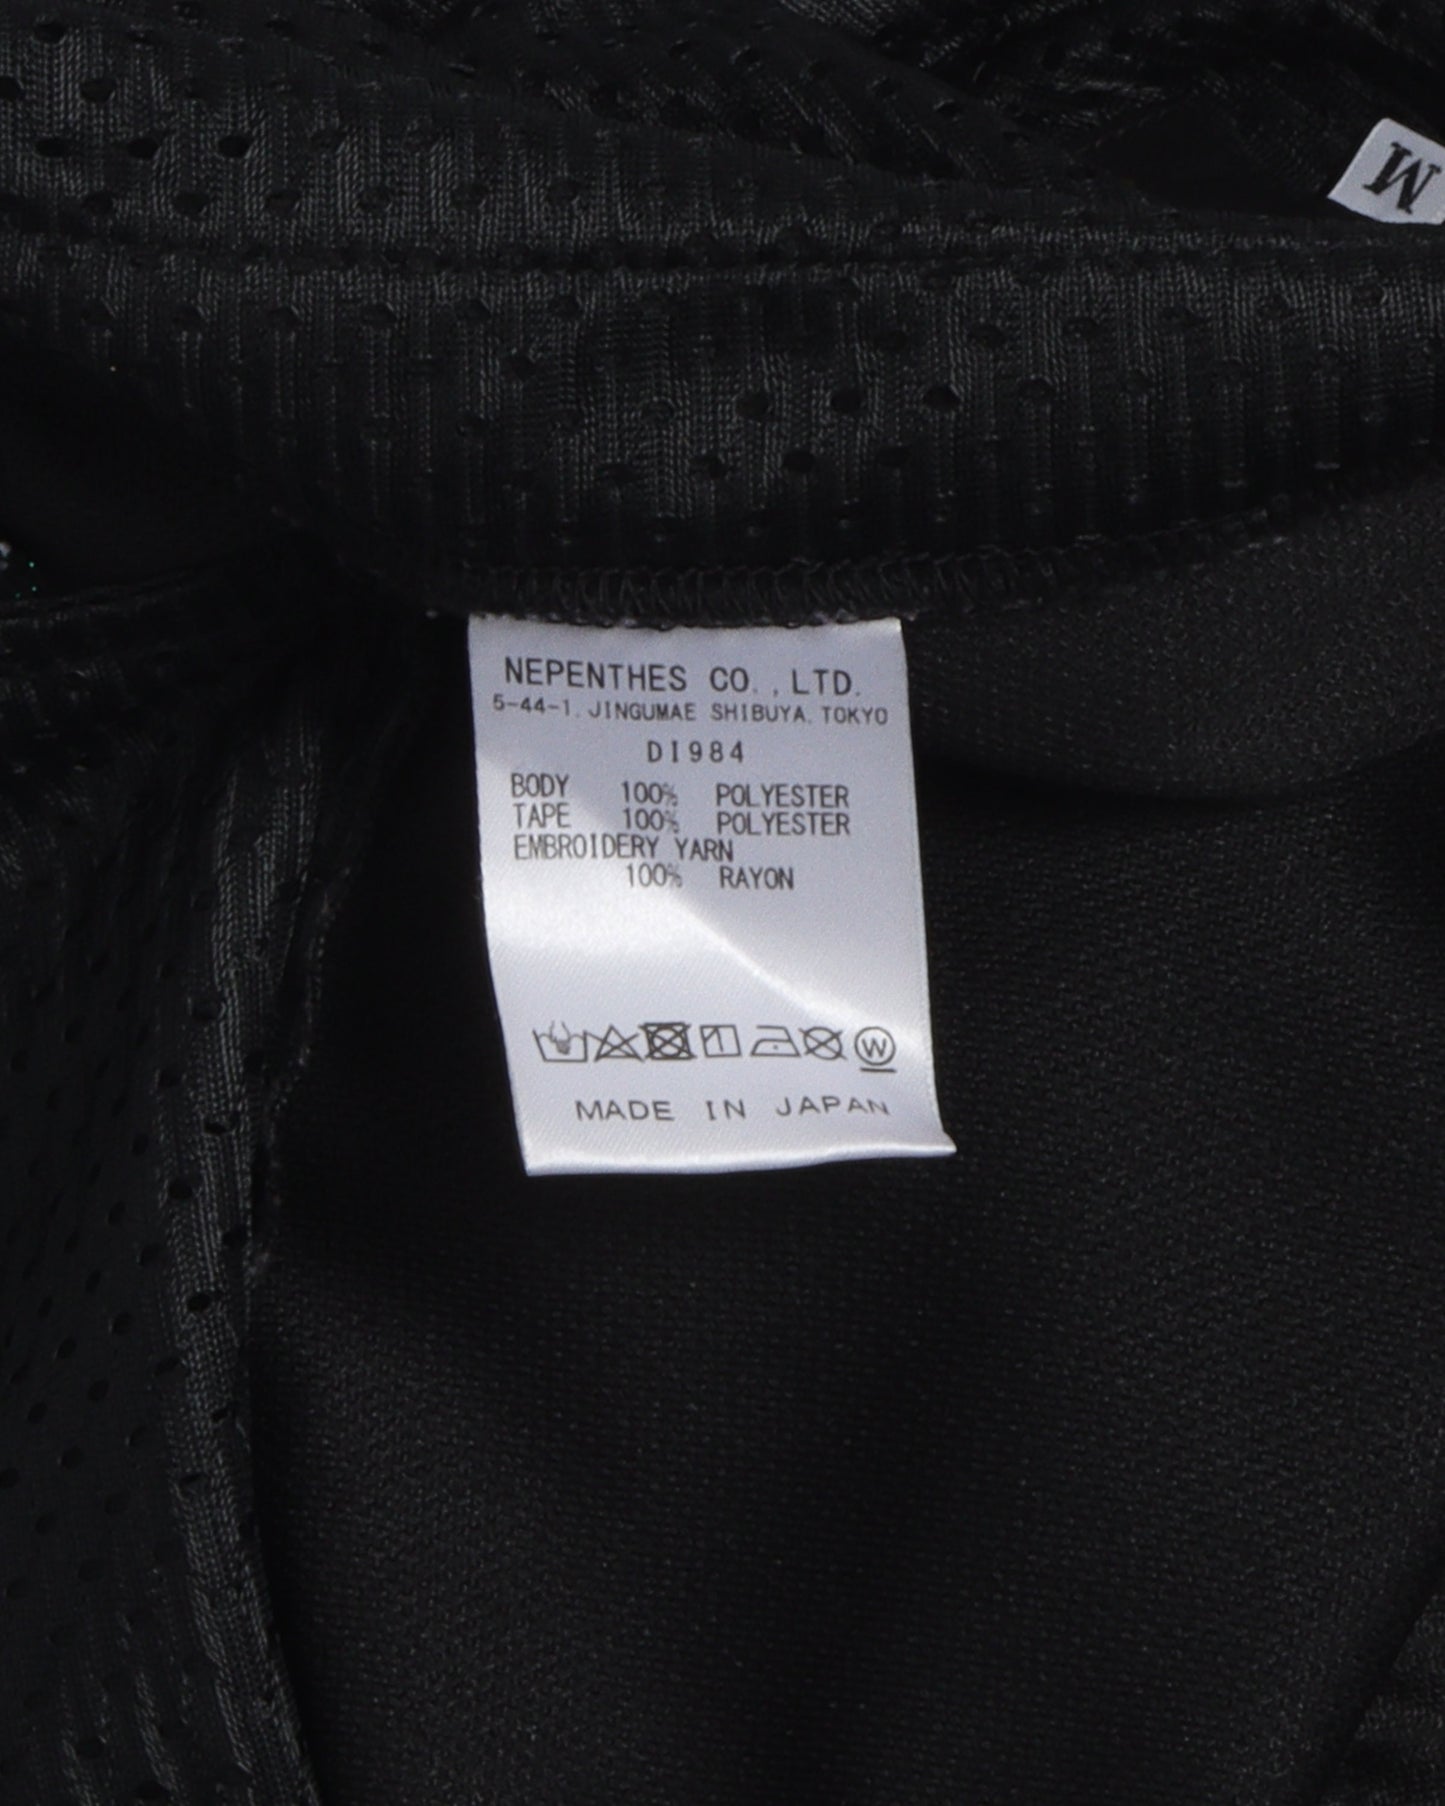 M
NEPENTHES CO.,LTD.
5-44-1. JINGUMAE SHIBUYA. TOKYO
DI984
BODY 100% POLYESTER
TAPE 100% POLYESTER
EMBROIDERY YARN
100% RAYON
W
MADE IN JAPAN